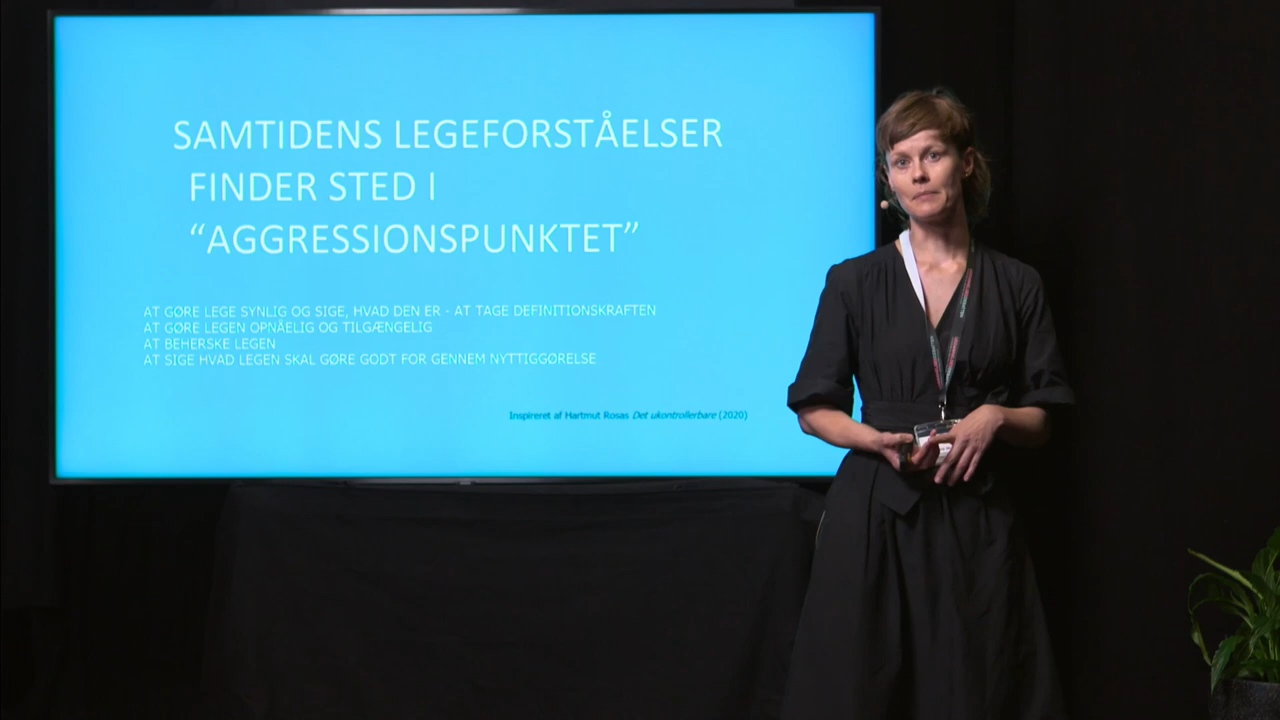 SAMTIDENS LEGEFORSTÅELSER
FINDER STED I
“AGGRESSIONSPUNKTET”
AT GØRE LEGE SYNLIG OG SIGE, HVAD DEN ER - AT TAGE DEFINITIONSKRAFTEN
AT GØRE LEGEN OPNÅELIG OG TILGÆNGELIG
AT BEHERSKE LEGEN
AT SIGE HVAD LEGEN SKAL GØRE GODT FOR GENNEM NYTTIGGØRELSE
Inspireret af Hartmut Rosas Det ukontrollerbare (2020)